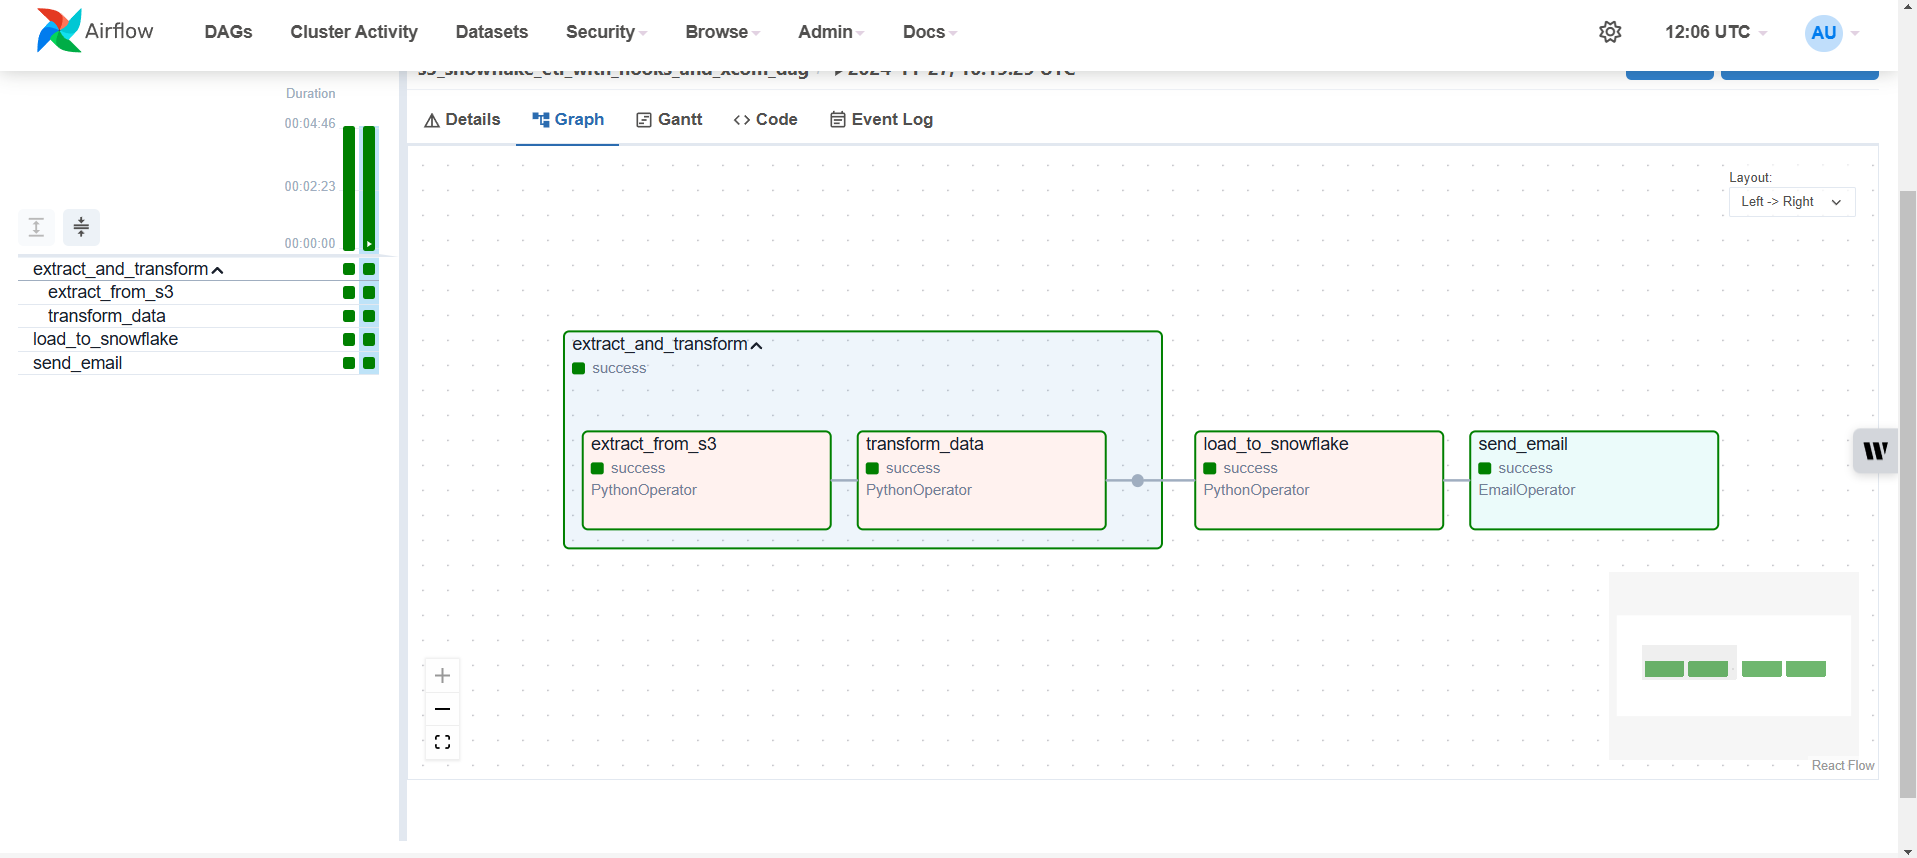 Airflow
DAGs
Cluster Activity
Datasets
Security
Browse
Admin
Docs
12:06 UTC
AU
s3_snowflake_etl_with_hooks_and_xcom_dag
Duration
00:04:46
00:02:23
00:00:00
extract_and_transform
extract_from_s3
transform_data
load_to_snowflake
send_email
Details
Graph
Gantt
Code
Event Log
Layout:
Left -> Right
extract_and_transform
success
extract_from_s3
success
PythonOperator
transform_data
success
PythonOperator
load_to_snowflake
success
PythonOperator
send_email
success
EmailOperator
React Flow